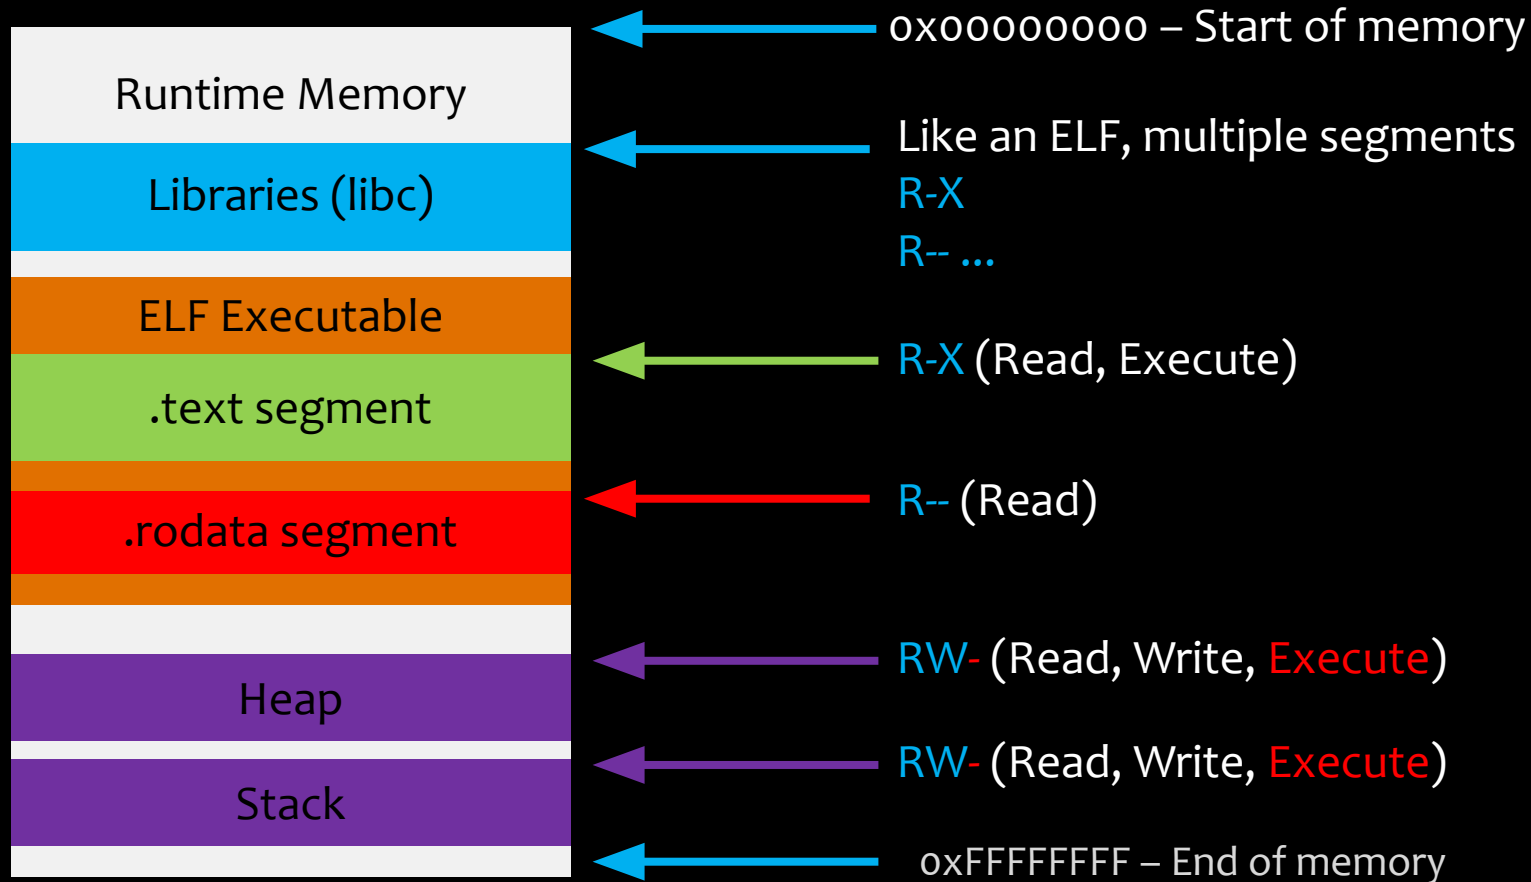 0x00000000 – Start of memory
Runtime Memory
Like an ELF, multiple segments
Libraries (libc)
R-X
R-- ...
ELF Executable
R-X (Read, Execute)
.text segment
R-- (Read)
.rodata segment
RW- (Read, Write, Execute)
Heap
RW- (Read, Write, Execute)
Stack
0xFFFFFFFF – End of memory